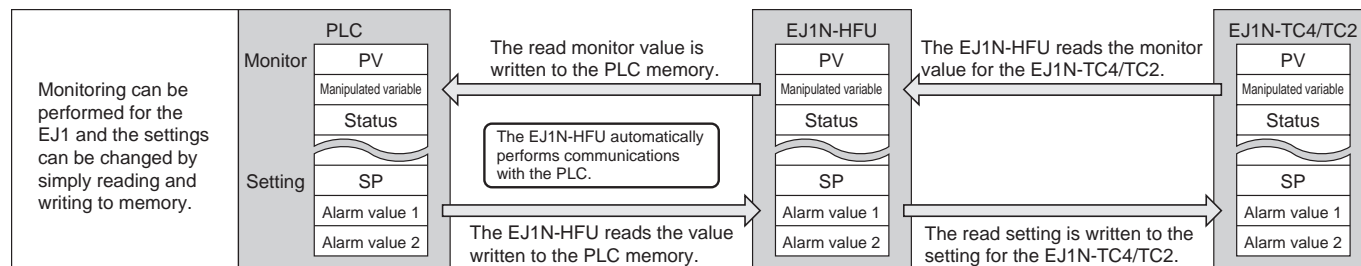 Monitoring can be
performed for the
EJ1 and the settings
can be changed by
simply reading and
writing to memory.
PLC
Monitor
PV
Manipulated variable
Status
Setting
SP
Alarm value 1
Alarm value 2
The read monitor value is
written to the PLC memory.
The EJ1N-HFU automatically
performs communications
with the PLC.
The EJ1N-HFU reads the value
written to the PLC memory.
EJ1N-HFU
PV
Manipulated variable
Status
SP
Alarm value 1
Alarm value 2
The EJ1N-HFU reads the monitor
value for the EJ1N-TC4/TC2.
The read setting is written to the
setting for the EJ1N-TC4/TC2.
EJ1N-TC4/TC2
PV
Manipulated variable
Status
SP
Alarm value 1
Alarm value 2